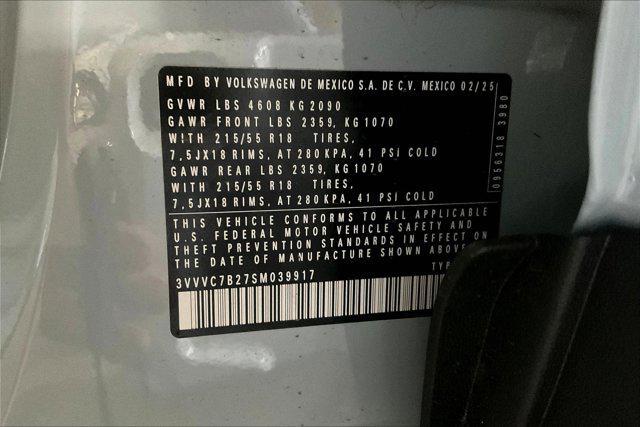 MFD BY VOLKSWAGEN DE MEXICO S.A. DE C.V. MEXICO 02/25
GVWR LBS 4608 KG 2090
GAWR FRONT LBS 2359, KG 1070
WITH 215/55 R18 TIRES,
7,5JX18 RIMS, AT 280 KPA, 41 PSI COLD
GAWR REAR LBS 2359, KG 1070
WITH 215/55 R18 TIRES,
7,5JX18 RIMS, AT 280 KPA, 41 PSI COLD
0956318 3980
THIS VEHICLE CONFORMS TO ALL APPLICABLE
U.S. FEDERAL MOTOR VEHICLE SAFETY AND
THEFT PREVENTION STANDARDS IN EFFECT ON
THE DATE OF MANUFACTURE SHOWN ABOVE
3VVVC7B27SM039917